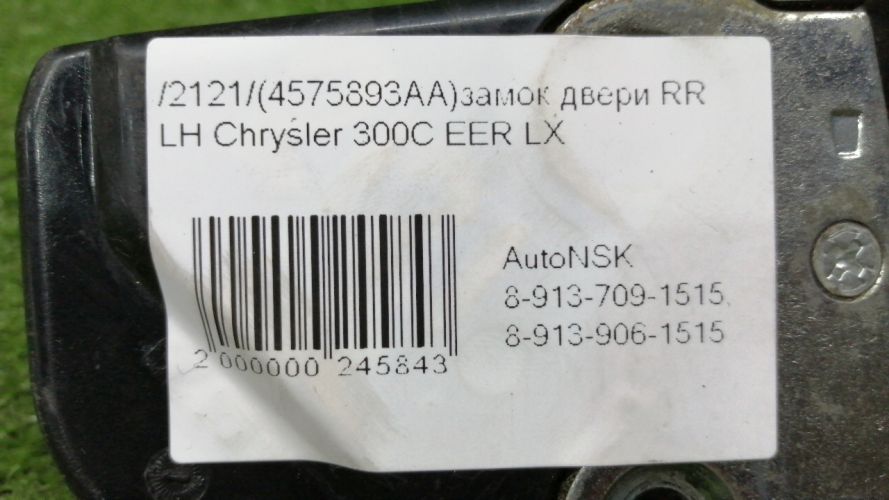 /2121/(4575893AA)замок двери RR
LH Chrysler 300C EER LX
AutoNSK
8-913-709-1515,
8-913-906-1515
2 000000 245843